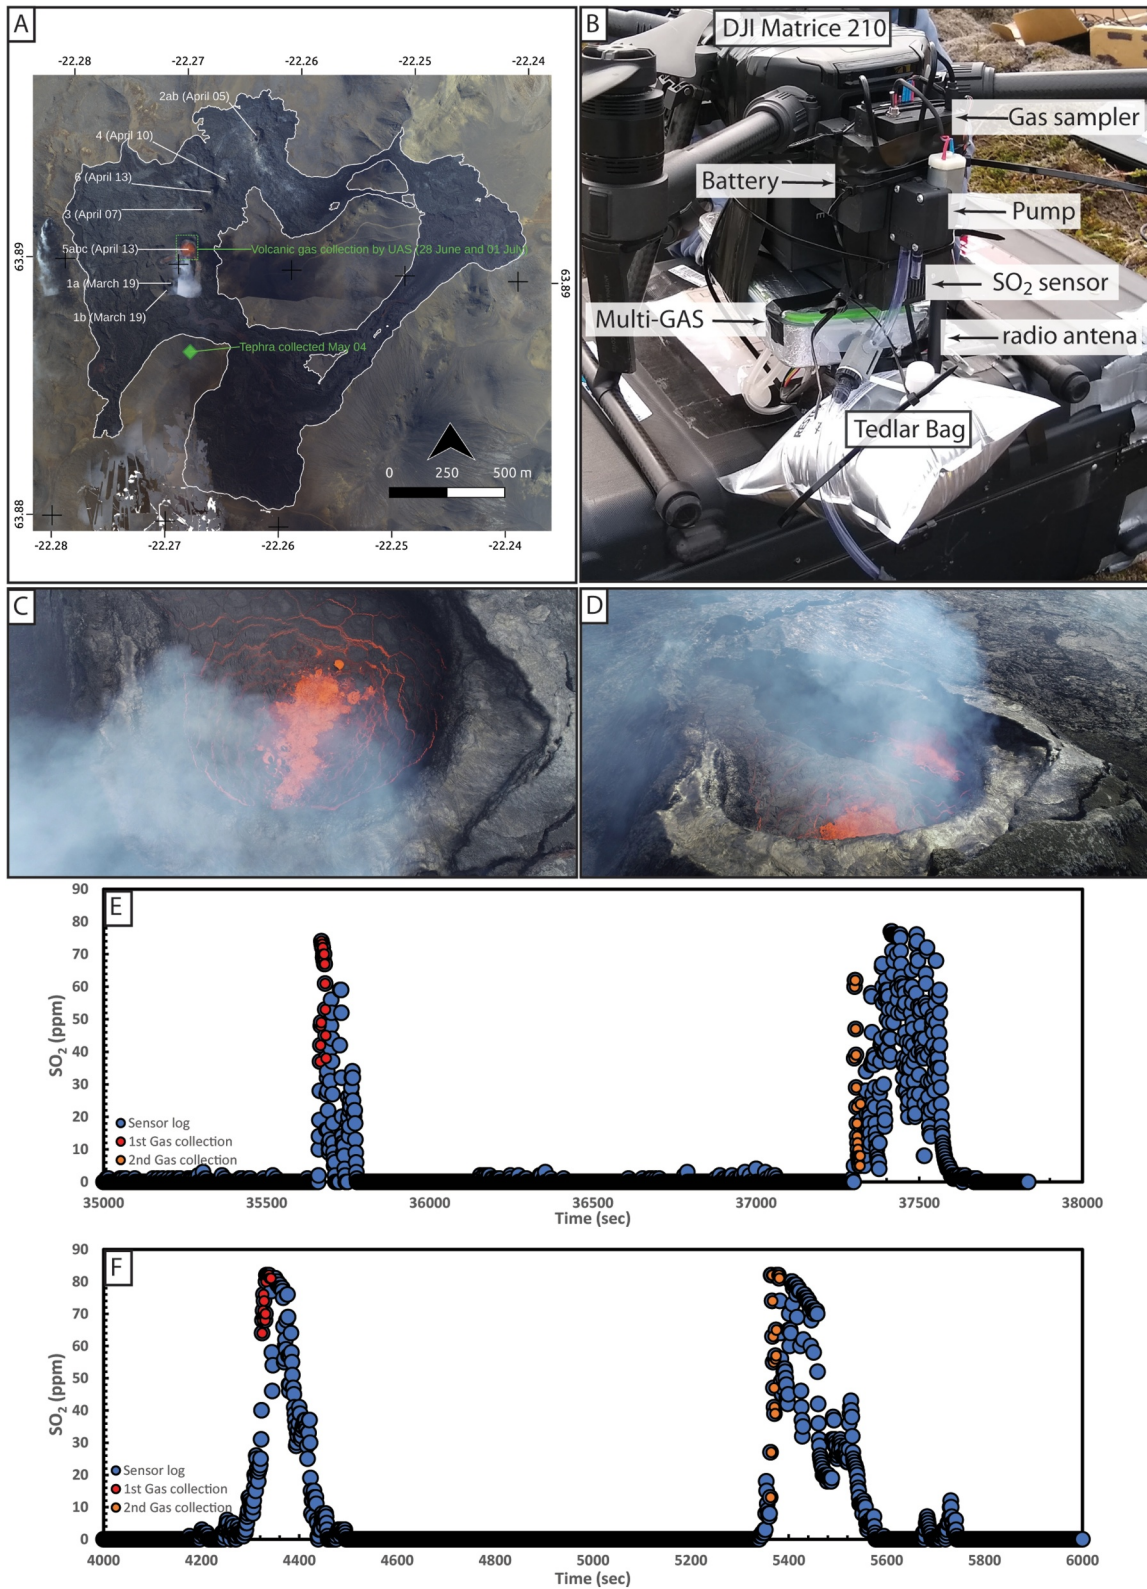 A
-22.28 -22.27 -22.26 -22.25 -22.24
2ab (April 05)
4 (April 10)
6 (April 13)
3 (April 07)
5abc (April 13)
Volcanic gas collection by UAS (28 June and 01 July)
1a (March 19)
1b (March 19)
Tephra collected May 04
63.89
63.89
63.88
0 250 500 m
-22.28 -22.27 -22.26 -22.25 -22.24
B
DJI Matrice 210
Gas sampler
Battery
Pump
SO₂ sensor
Multi-GAS
radio antena
Tedlar Bag
C
D
E
90
80
70
60
50
40
30
20
10
0
SO₂ (ppm)
Sensor log
1st Gas collection
2nd Gas collection
35000 35500 36000 36500 37000 37500 38000
Time (sec)
F
90
80
70
60
50
40
30
20
10
0
SO₂ (ppm)
Sensor log
1st Gas collection
2nd Gas collection
4000 4200 4400 4600 4800 5000 5200 5400 5600 5800 6000
Time (sec)